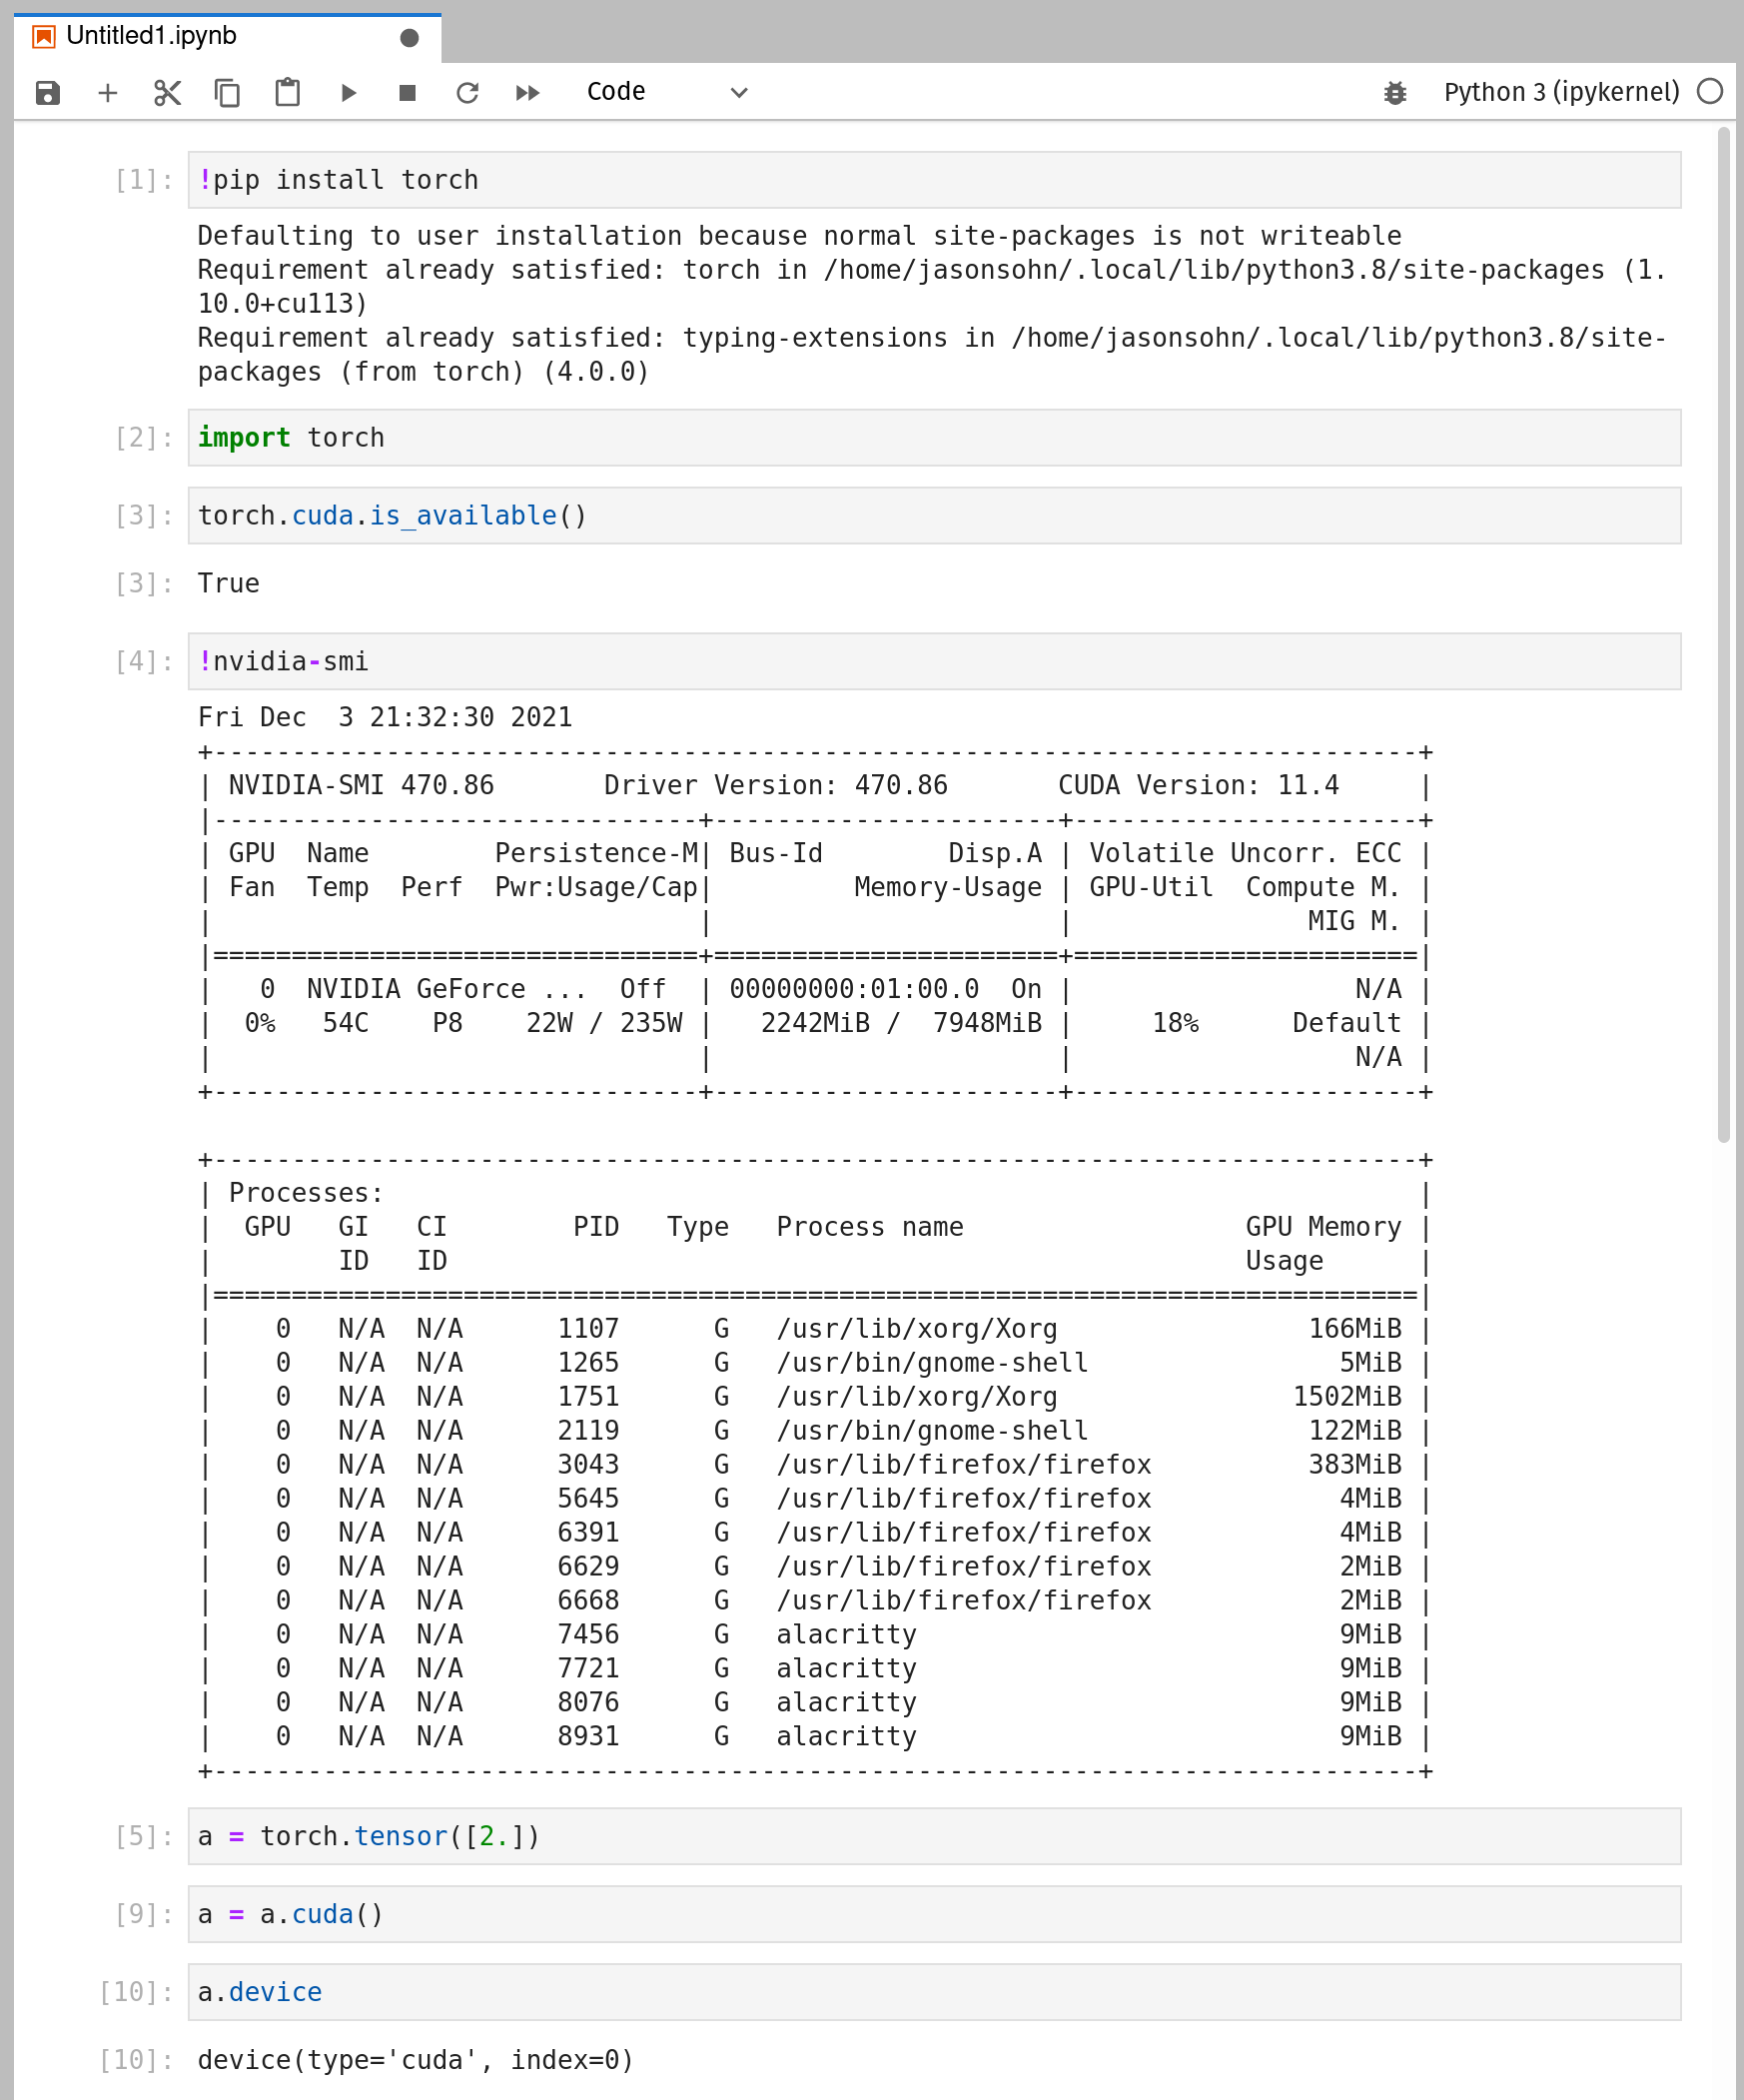 Untitled1.ipynb
Code
Python 3 (ipykernel)
[1]: !pip install torch
Defaulting to user installation because normal site-packages is not writeable
Requirement already satisfied: torch in /home/jasonsohn/.local/lib/python3.8/site-packages (1.
10.0+cu113)
Requirement already satisfied: typing-extensions in /home/jasonsohn/.local/lib/python3.8/site-
packages (from torch) (4.0.0)
[2]: import torch
[3]: torch.cuda.is_available()
[3]: True
[4]: !nvidia-smi
Fri Dec  3 21:32:30 2021
+-----------------------------------------------------------------------------+
| NVIDIA-SMI 470.86       Driver Version: 470.86       CUDA Version: 11.4     |
|-------------------------------+----------------------+----------------------+
| GPU  Name        Persistence-M| Bus-Id        Disp.A | Volatile Uncorr. ECC |
| Fan  Temp  Perf  Pwr:Usage/Cap|         Memory-Usage | GPU-Util  Compute M. |
|                               |                      |               MIG M. |
|===============================+======================+======================|
|   0  NVIDIA GeForce ...  Off  | 00000000:01:00.0  On |                  N/A |
|  0%   54C    P8    22W / 235W |   2242MiB /  7948MiB |     18%      Default |
|                               |                      |                  N/A |
+-------------------------------+----------------------+----------------------+
+-----------------------------------------------------------------------------+
| Processes:                                                                  |
|  GPU   GI   CI        PID   Type   Process name                  GPU Memory |
|        ID   ID                                                   Usage      |
|=============================================================================|
|    0   N/A  N/A      1107      G   /usr/lib/xorg/Xorg                166MiB |
|    0   N/A  N/A      1265      G   /usr/bin/gnome-shell                5MiB |
|    0   N/A  N/A      1751      G   /usr/lib/xorg/Xorg               1502MiB |
|    0   N/A  N/A      2119      G   /usr/bin/gnome-shell              122MiB |
|    0   N/A  N/A      3043      G   /usr/lib/firefox/firefox          383MiB |
|    0   N/A  N/A      5645      G   /usr/lib/firefox/firefox            4MiB |
|    0   N/A  N/A      6391      G   /usr/lib/firefox/firefox            4MiB |
|    0   N/A  N/A      6629      G   /usr/lib/firefox/firefox            2MiB |
|    0   N/A  N/A      6668      G   /usr/lib/firefox/firefox            2MiB |
|    0   N/A  N/A      7456      G   alacritty                           9MiB |
|    0   N/A  N/A      7721      G   alacritty                           9MiB |
|    0   N/A  N/A      8076      G   alacritty                           9MiB |
|    0   N/A  N/A      8931      G   alacritty                           9MiB |
+-----------------------------------------------------------------------------+
[5]: a = torch.tensor([2.])
[9]: a = a.cuda()
[10]: a.device
[10]: device(type='cuda', index=0)